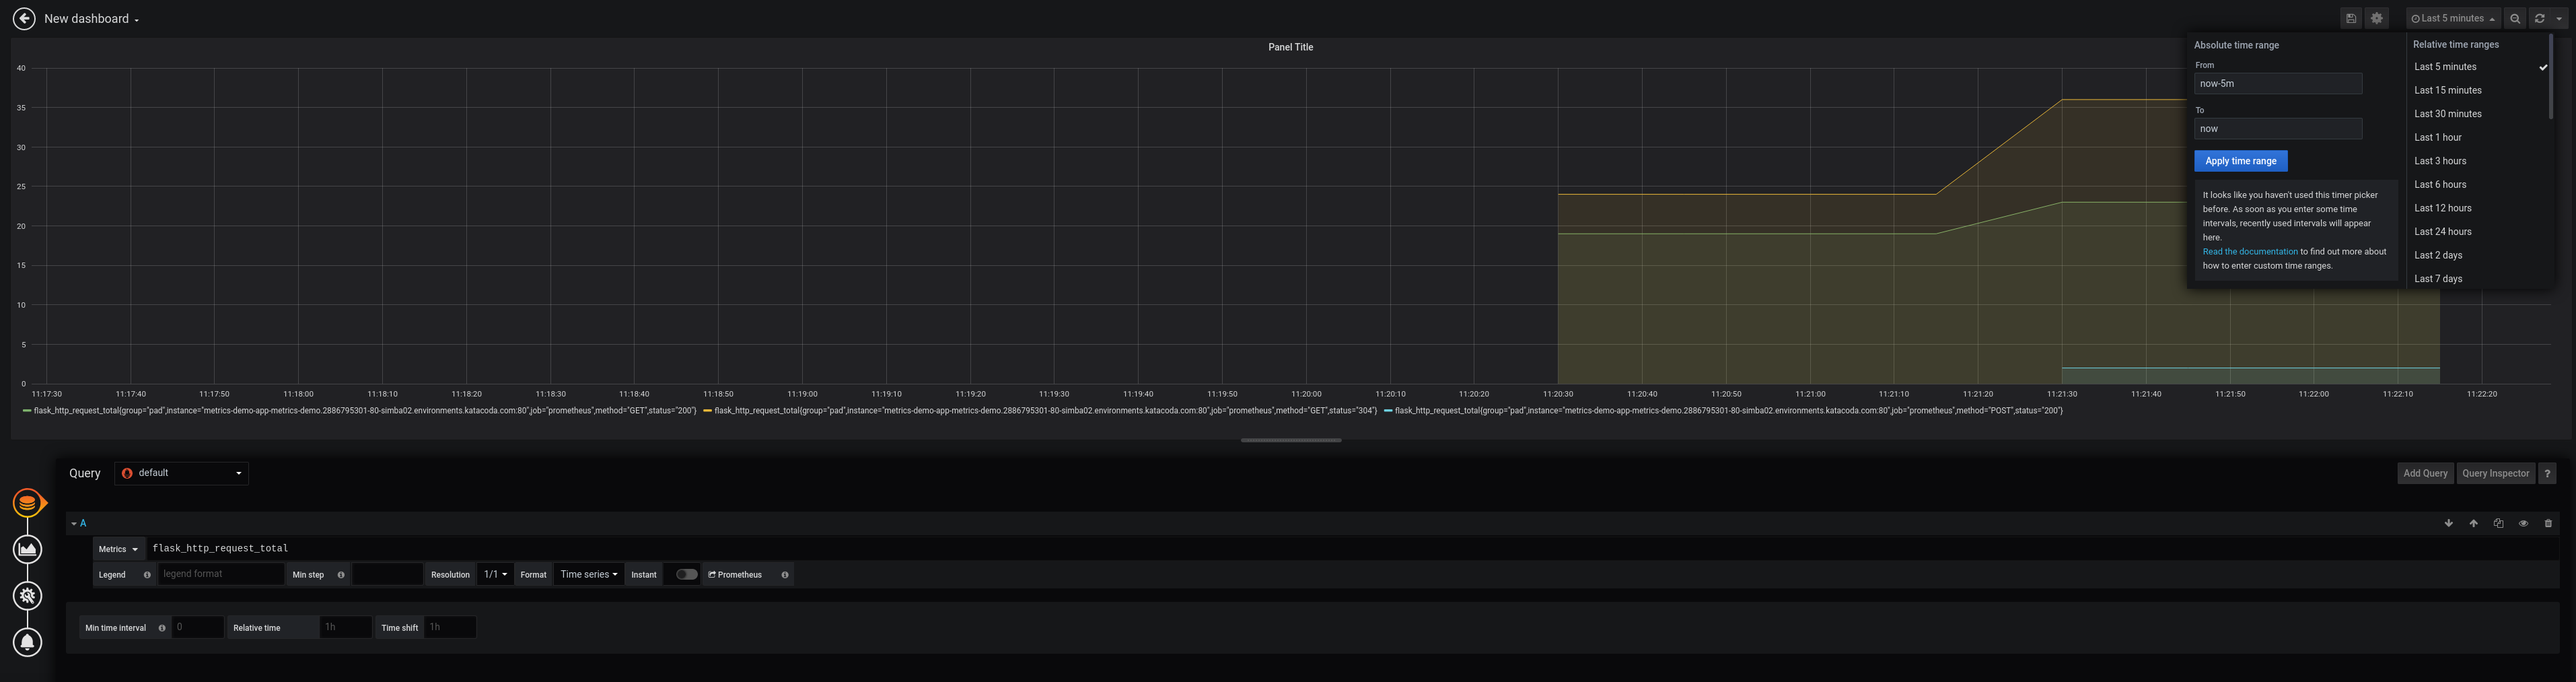 New dashboard
Last 5 minutes
Panel Title
Absolute time range
From
now-5m
To
now
Apply time range
It looks like you haven't used this timer picker
before. As soon as you enter some time
intervals, recently used intervals will appear
here.
Read the documentation to find out more about
how to enter custom time ranges.
Relative time ranges
Last 5 minutes
Last 15 minutes
Last 30 minutes
Last 1 hour
Last 3 hours
Last 6 hours
Last 12 hours
Last 24 hours
Last 2 days
Last 7 days
40
35
30
25
20
15
10
5
0
11:17:30 11:17:40 11:17:50 11:18:00 11:18:10 11:18:20 11:18:30 11:18:40 11:18:50 11:19:00 11:19:10 11:19:20 11:19:30 11:19:40 11:19:50 11:20:00 11:20:10 11:20:20 11:20:30 11:20:40 11:20:50 11:21:00 11:21:10 11:21:20 11:21:30 11:21:40 11:21:50 11:22:00 11:22:10 11:22:20
flask_http_request_total{group="pad",instance="metrics-demo-app-metrics-demo.2886795301-80-simba02.environments.katacoda.com:80",job="prometheus",method="GET",status="200"} flask_http_request_total{group="pad",instance="metrics-demo-app-metrics-demo.2886795301-80-simba02.environments.katacoda.com:80",job="prometheus",method="GET",status="304"} flask_http_request_total{group="pad",instance="metrics-demo-app-metrics-demo.2886795301-80-simba02.environments.katacoda.com:80",job="prometheus",method="POST",status="200"}
Query default Add Query Query Inspector ?
A
Metrics flask_http_request_total
Legend legend format Min step Resolution 1/1 Format Time series Instant Prometheus
Min time interval 0 Relative time 1h Time shift 1h